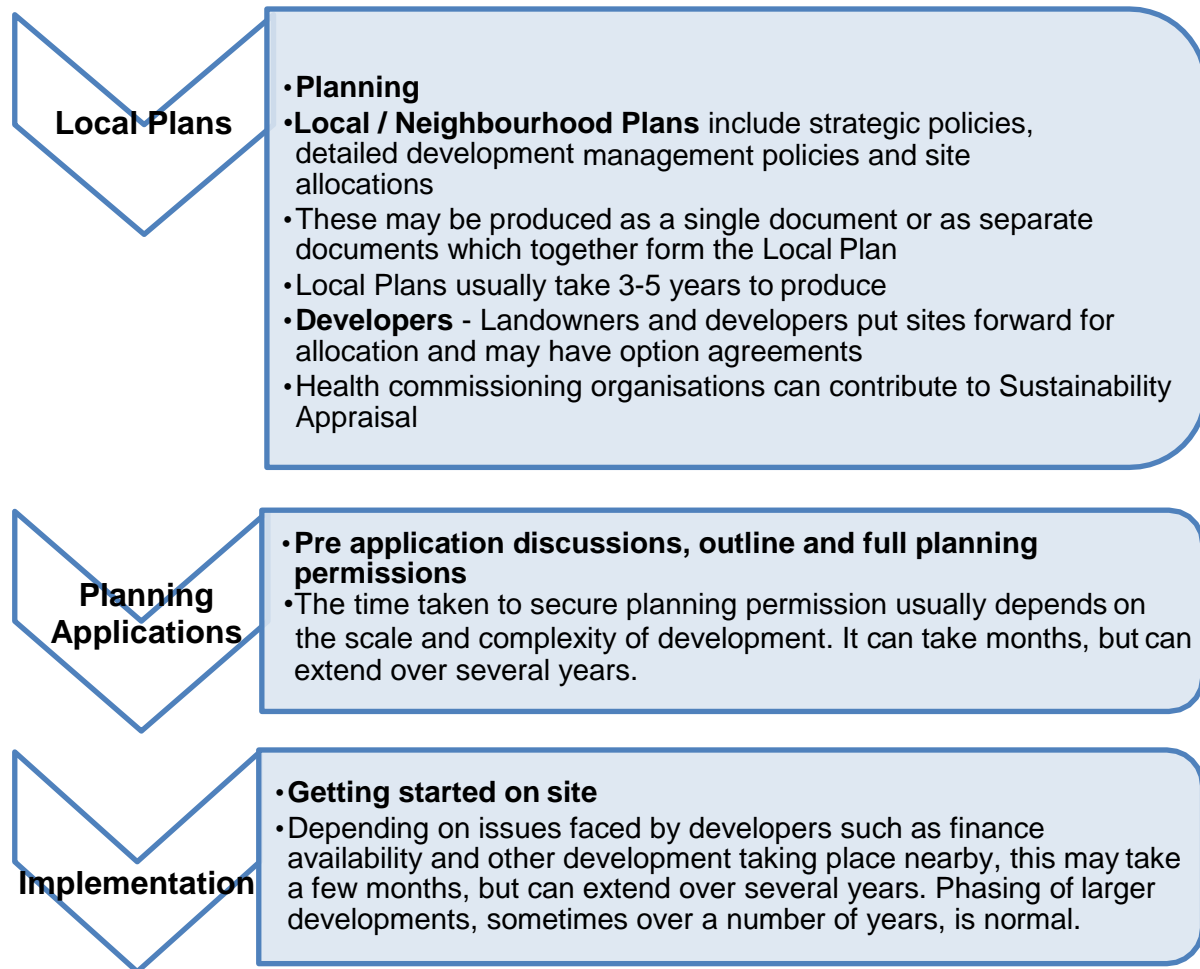 Local Plans
•Planning
•Local / Neighbourhood Plans include strategic policies,
detailed development management policies and site
allocations
•These may be produced as a single document or as separate
documents which together form the Local Plan
•Local Plans usually take 3-5 years to produce
•Developers - Landowners and developers put sites forward for
allocation and may have option agreements
•Health commissioning organisations can contribute to Sustainability
Appraisal
Planning
Applications
•Pre application discussions, outline and full planning
permissions
•The time taken to secure planning permission usually depends on
the scale and complexity of development. It can take months, but can
extend over several years.
Implementation
•Getting started on site
•Depending on issues faced by developers such as finance
availability and other development taking place nearby, this may take
a few months, but can extend over several years. Phasing of larger
developments, sometimes over a number of years, is normal.